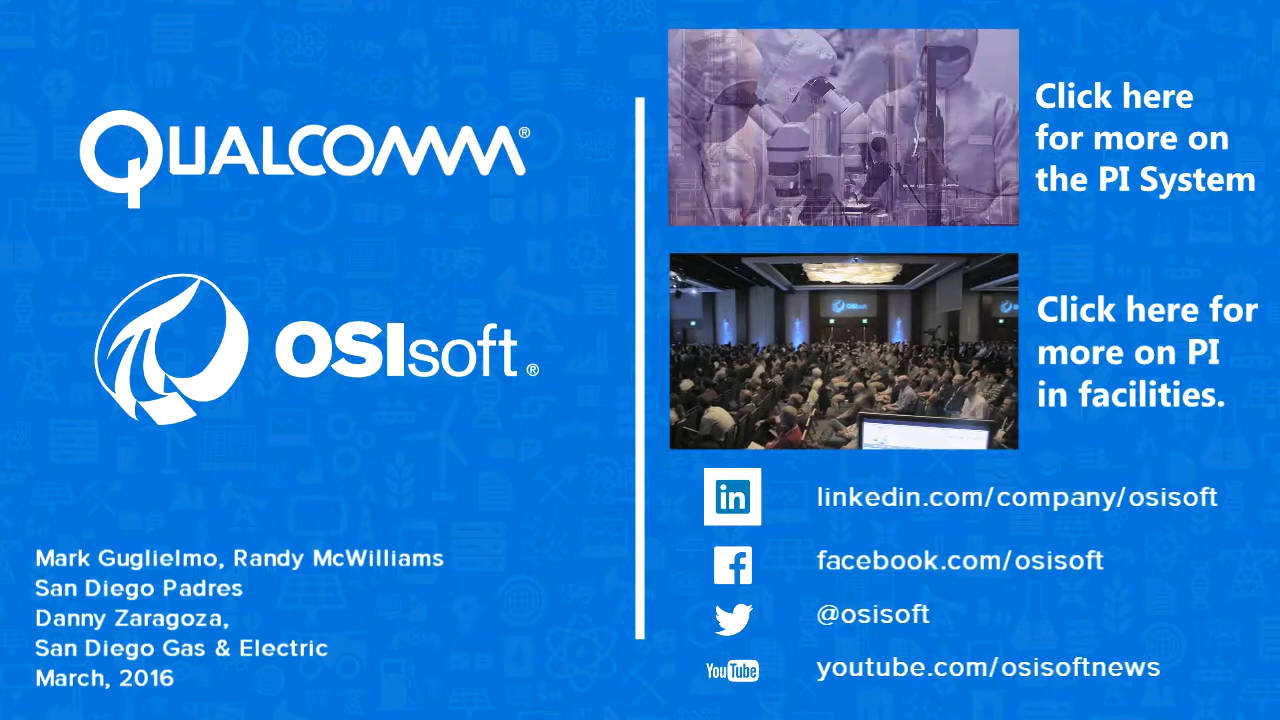 QUALCOMM®
OSIsoft®
Mark Guglielmo, Randy McWilliams
San Diego Padres
Danny Zaragoza,
San Diego Gas & Electric
March, 2016
Click here
for more on
the PI System
OSIsoft
Click here for
more on PI
in facilities.
in
linkedin.com/company/osisoft
f
facebook.com/osisoft
@osisoft
YouTube
youtube.com/osisoftnews